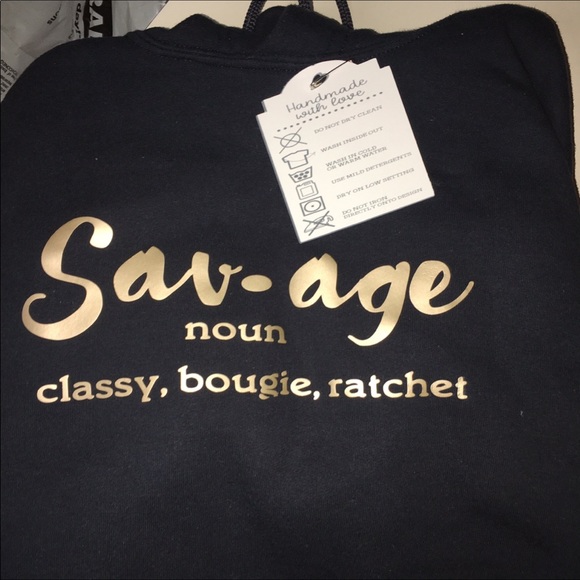 Handmade
with love
DO NOT DRY CLEAN
WASH INSIDE OUT
WASH IN COLD
OR WARM WATER
USE MILD DETERGENTS
DRY ON LOW SETTING
DO NOT IRON
DIRECTLY ONTO DESIGN
Sav•age
noun
classy, bougie, ratchet